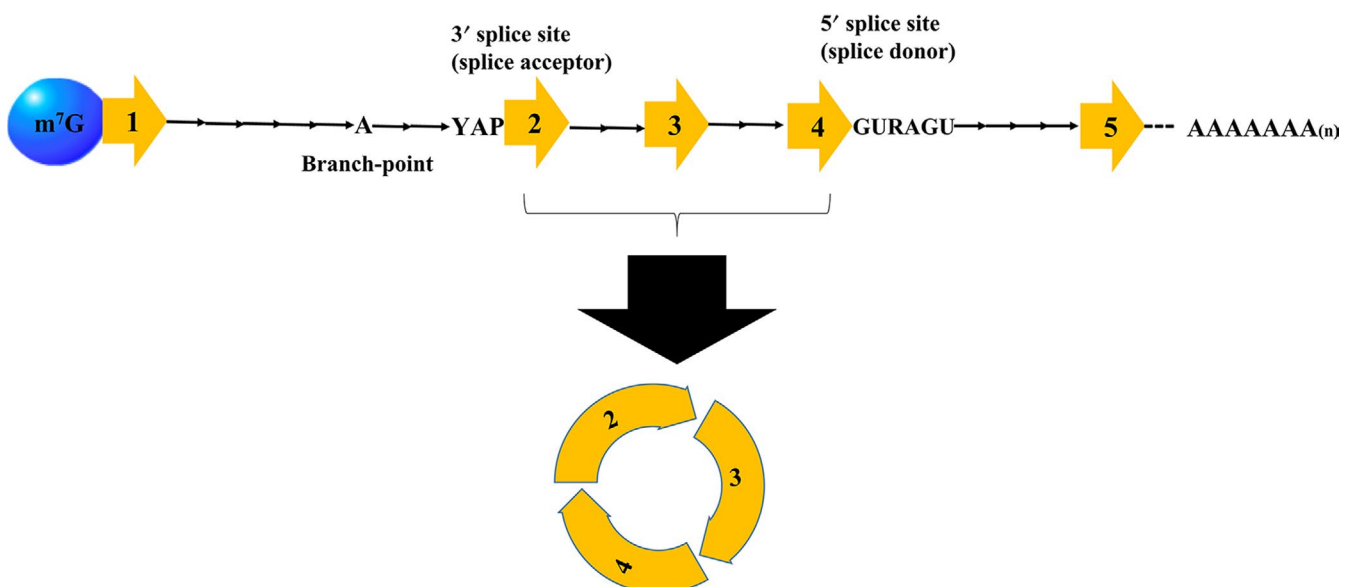 3′ splice site
(splice acceptor)
5′ splice site
(splice donor)
m⁷G 1 A YAP 2 3 4 GURAGU 5 AAAAAAA(n)
Branch-point
2
3
4